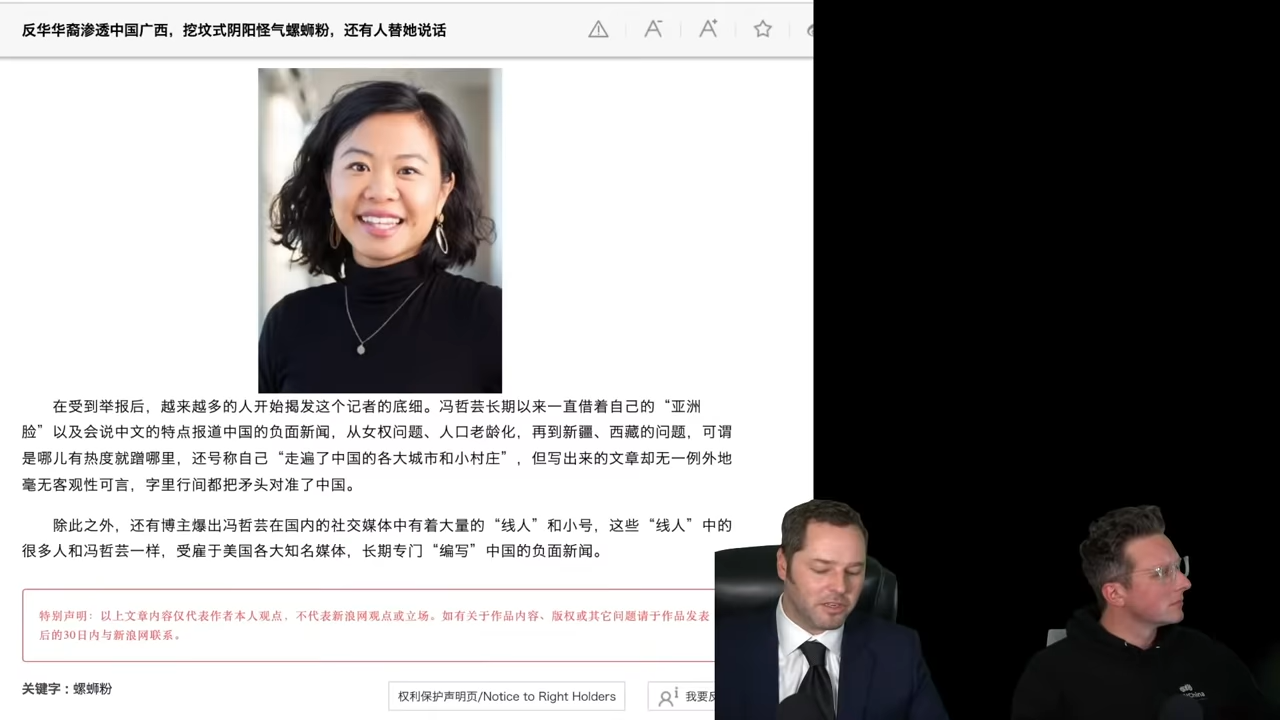 反华华裔渗透中国广西，挖坟式阴阳怪气螺蛳粉，还有人替她说话
在受到举报后，越来越多的人开始揭发这个记者的底细。冯哲芸长期以来一直借着自己的“亚洲
脸”以及会说中文的特点报道中国的负面新闻，从女权问题、人口老龄化，再到新疆、西藏的问题，可谓
是哪儿有热度就蹭哪里，还号称自己“走遍了中国的各大城市和小村庄”，但写出来的文章却无一例外地
毫无客观性可言，字里行间都把矛头对准了中国。
除此之外，还有博主爆出冯哲芸在国内的社交媒体中有着大量的“线人”和小号，这些“线人”中的
很多人和冯哲芸一样，受雇于美国各大知名媒体，长期专门“编写”中国的负面新闻。
特别声明：以上文章内容仅代表作者本人观点，不代表新浪网观点或立场。如有关于作品内容、版权或其它问题请于作品发表
后的30日内与新浪网联系。
关键字：螺蛳粉
权利保护声明页/Notice to Right Holders
我要